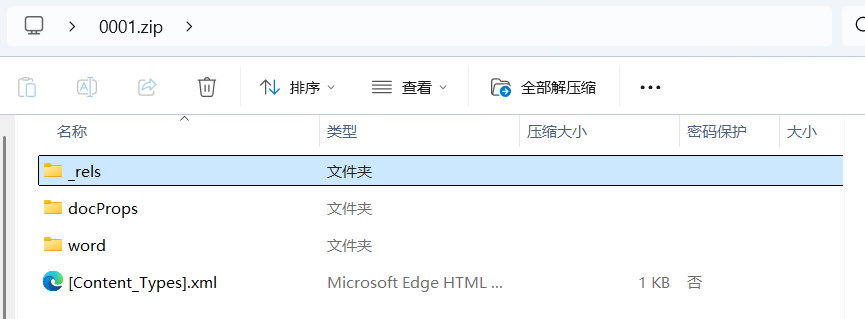 0001.zip
排序
查看
全部解压缩
名称 类型 压缩大小 密码保护 大小
_rels 文件夹
docProps 文件夹
word 文件夹
[Content_Types].xml Microsoft Edge HTML ... 1 KB 否